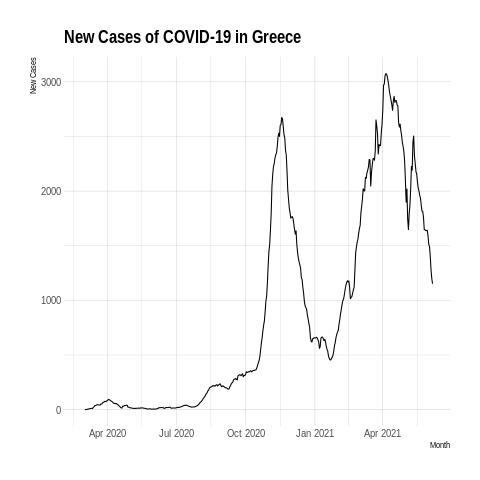 New Cases of COVID-19 in Greece
New Cases
3000
2000
1000
0
Apr 2020 Jul 2020 Oct 2020 Jan 2021 Apr 2021
Month